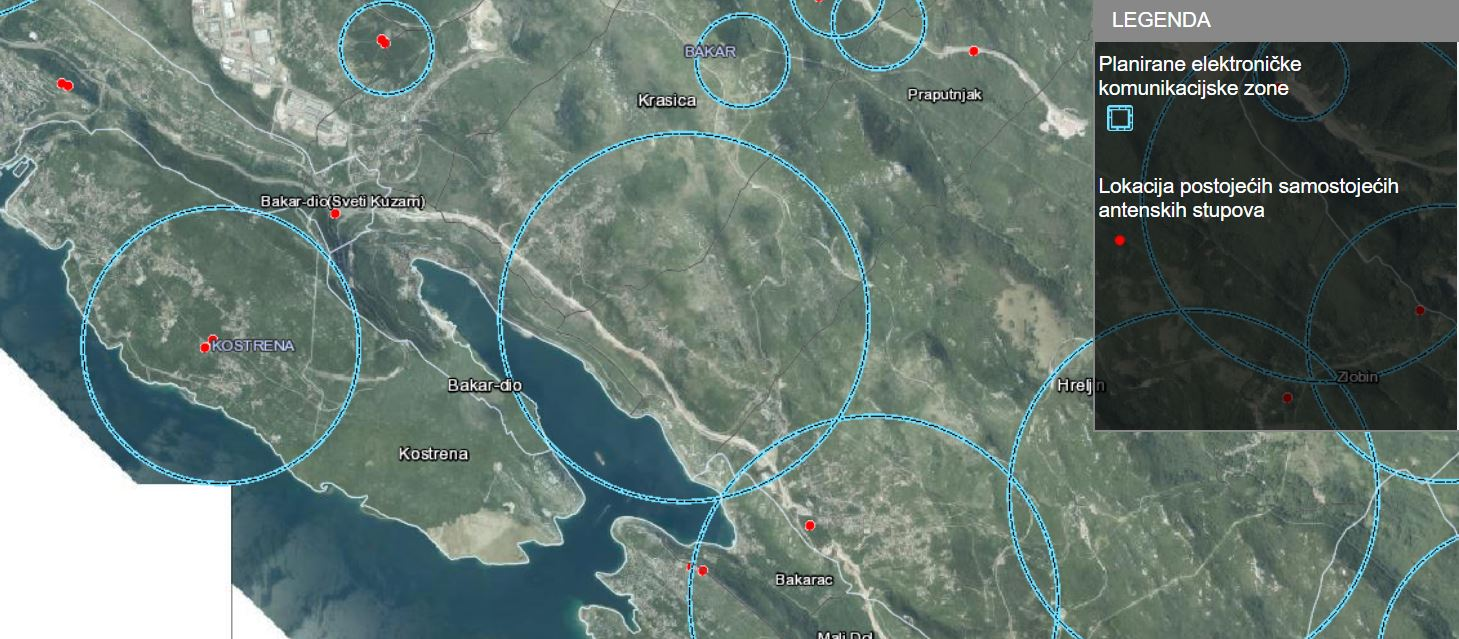 LEGENDA
Planirane elektroničke
komunikacijske zone
Lokacija postojećih samostojećih
antenskih stupova
BAKAR
Krasica
Praputnjak
Bakar-dio(Sveti Kuzam)
KOSTRENA
Bakar-dio
Hreljin
Zlobin
Kostrena
Bakarac
Mali Dol